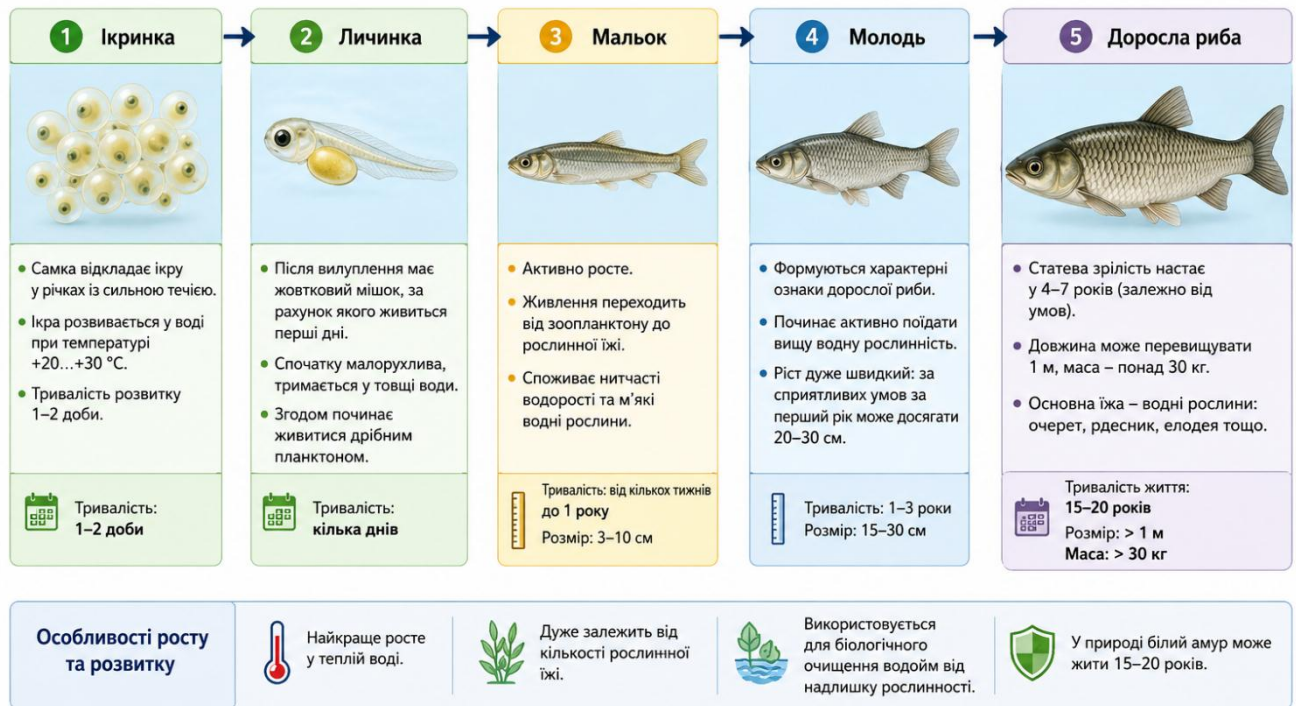 1 Ікринка
2 Личинка
3 Мальок
4 Молодь
5 Доросла риба
• Самка відкладає ікру
у річках із сильною течією.
• Ікра розвивається у воді
при температурі
+20…+30 °C.
• Тривалість розвитку
1–2 доби.
Тривалість:
1–2 доби
• Після вилуплення має
жовтковий мішок, за
рахунок якого живиться
перші дні.
• Спочатку малорухлива,
тримається у товщі води.
• Згодом починає
живитися дрібним
планктоном.
Тривалість:
кілька днів
• Активно росте.
• Живлення переходить
від зоопланктону до
рослинної їжі.
• Споживає нитчасті
водорості та м’які
водні рослини.
Тривалість: від кількох тижнів
до 1 року
Розмір: 3–10 см
• Формуються характерні
ознаки дорослої риби.
• Починає активно поїдати
вищу водну рослинність.
• Ріст дуже швидкий: за
сприятливих умов за
перший рік може досягати
20–30 см.
Тривалість: 1–3 роки
Розмір: 15–30 см
• Статева зрілість настає
у 4–7 років (залежно від
умов).
• Довжина може перевищувати
1 м, маса – понад 30 кг.
• Основна їжа – водні рослини:
очерет, рдесник, елодея тощо.
Тривалість життя:
15–20 років
Розмір: > 1 м
Маса: > 30 кг
Особливості росту
та розвитку
Найкраще росте
у теплій воді.
Дуже залежить від
кількості рослинної
їжі.
Використовується
для біологічного
очищення водойм від
надлишку рослинності.
У природі білий амур може
жити 15–20 років.